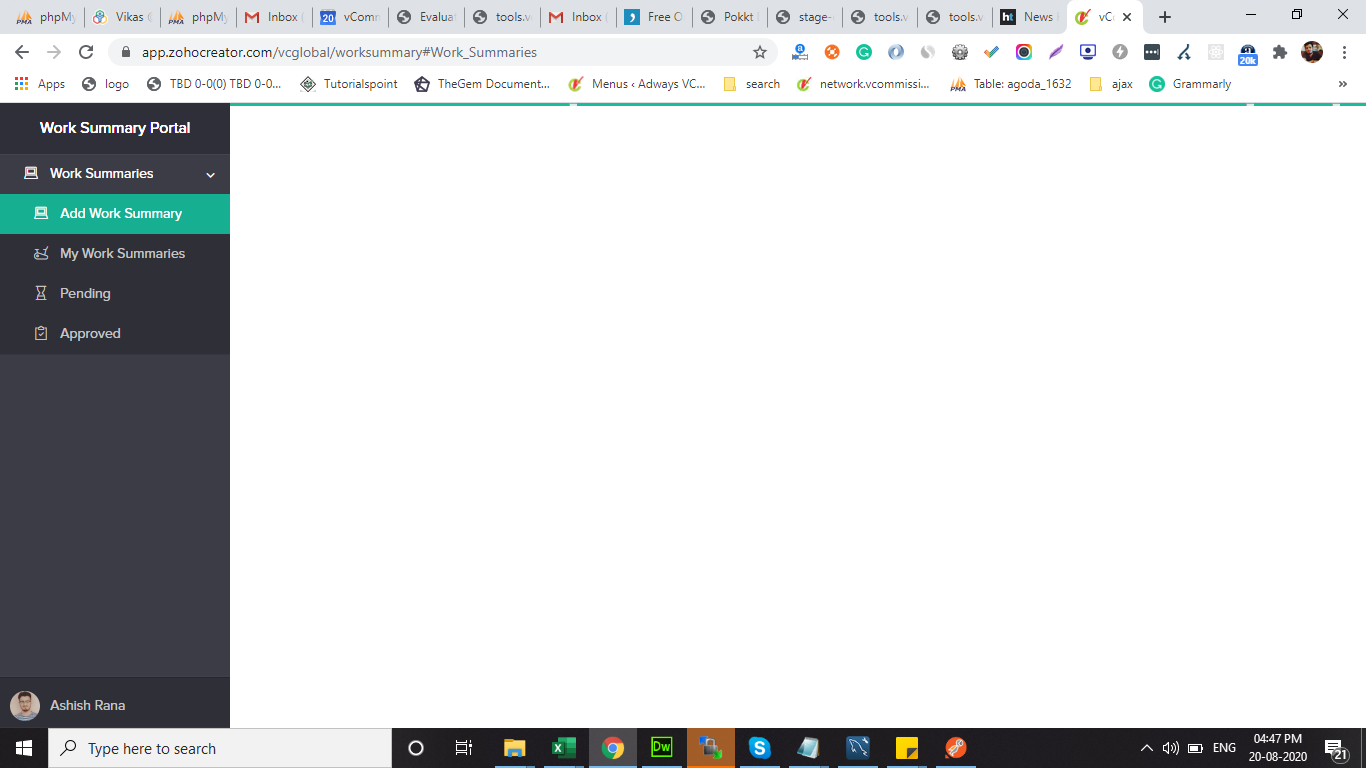 phpMy
Vikas
phpMy
Inbox
vComm
Evaluat
tools.v
Inbox
Free O
Pokkt
stage-
tools.v
tools.v
News
vC
app.zohocreator.com/vcglobal/worksummary#Work_Summaries
20k
Apps
logo
TBD 0-0(0) TBD 0-0...
Tutorialspoint
TheGem Document...
Menus ‹ Adways VC...
search
network.vcommissi...
Table: agoda_1632
ajax
Grammarly
»
Work Summary Portal
Work Summaries
Add Work Summary
My Work Summaries
Pending
Approved
Ashish Rana
Type here to search
ENG
04:47 PM
20-08-2020
21